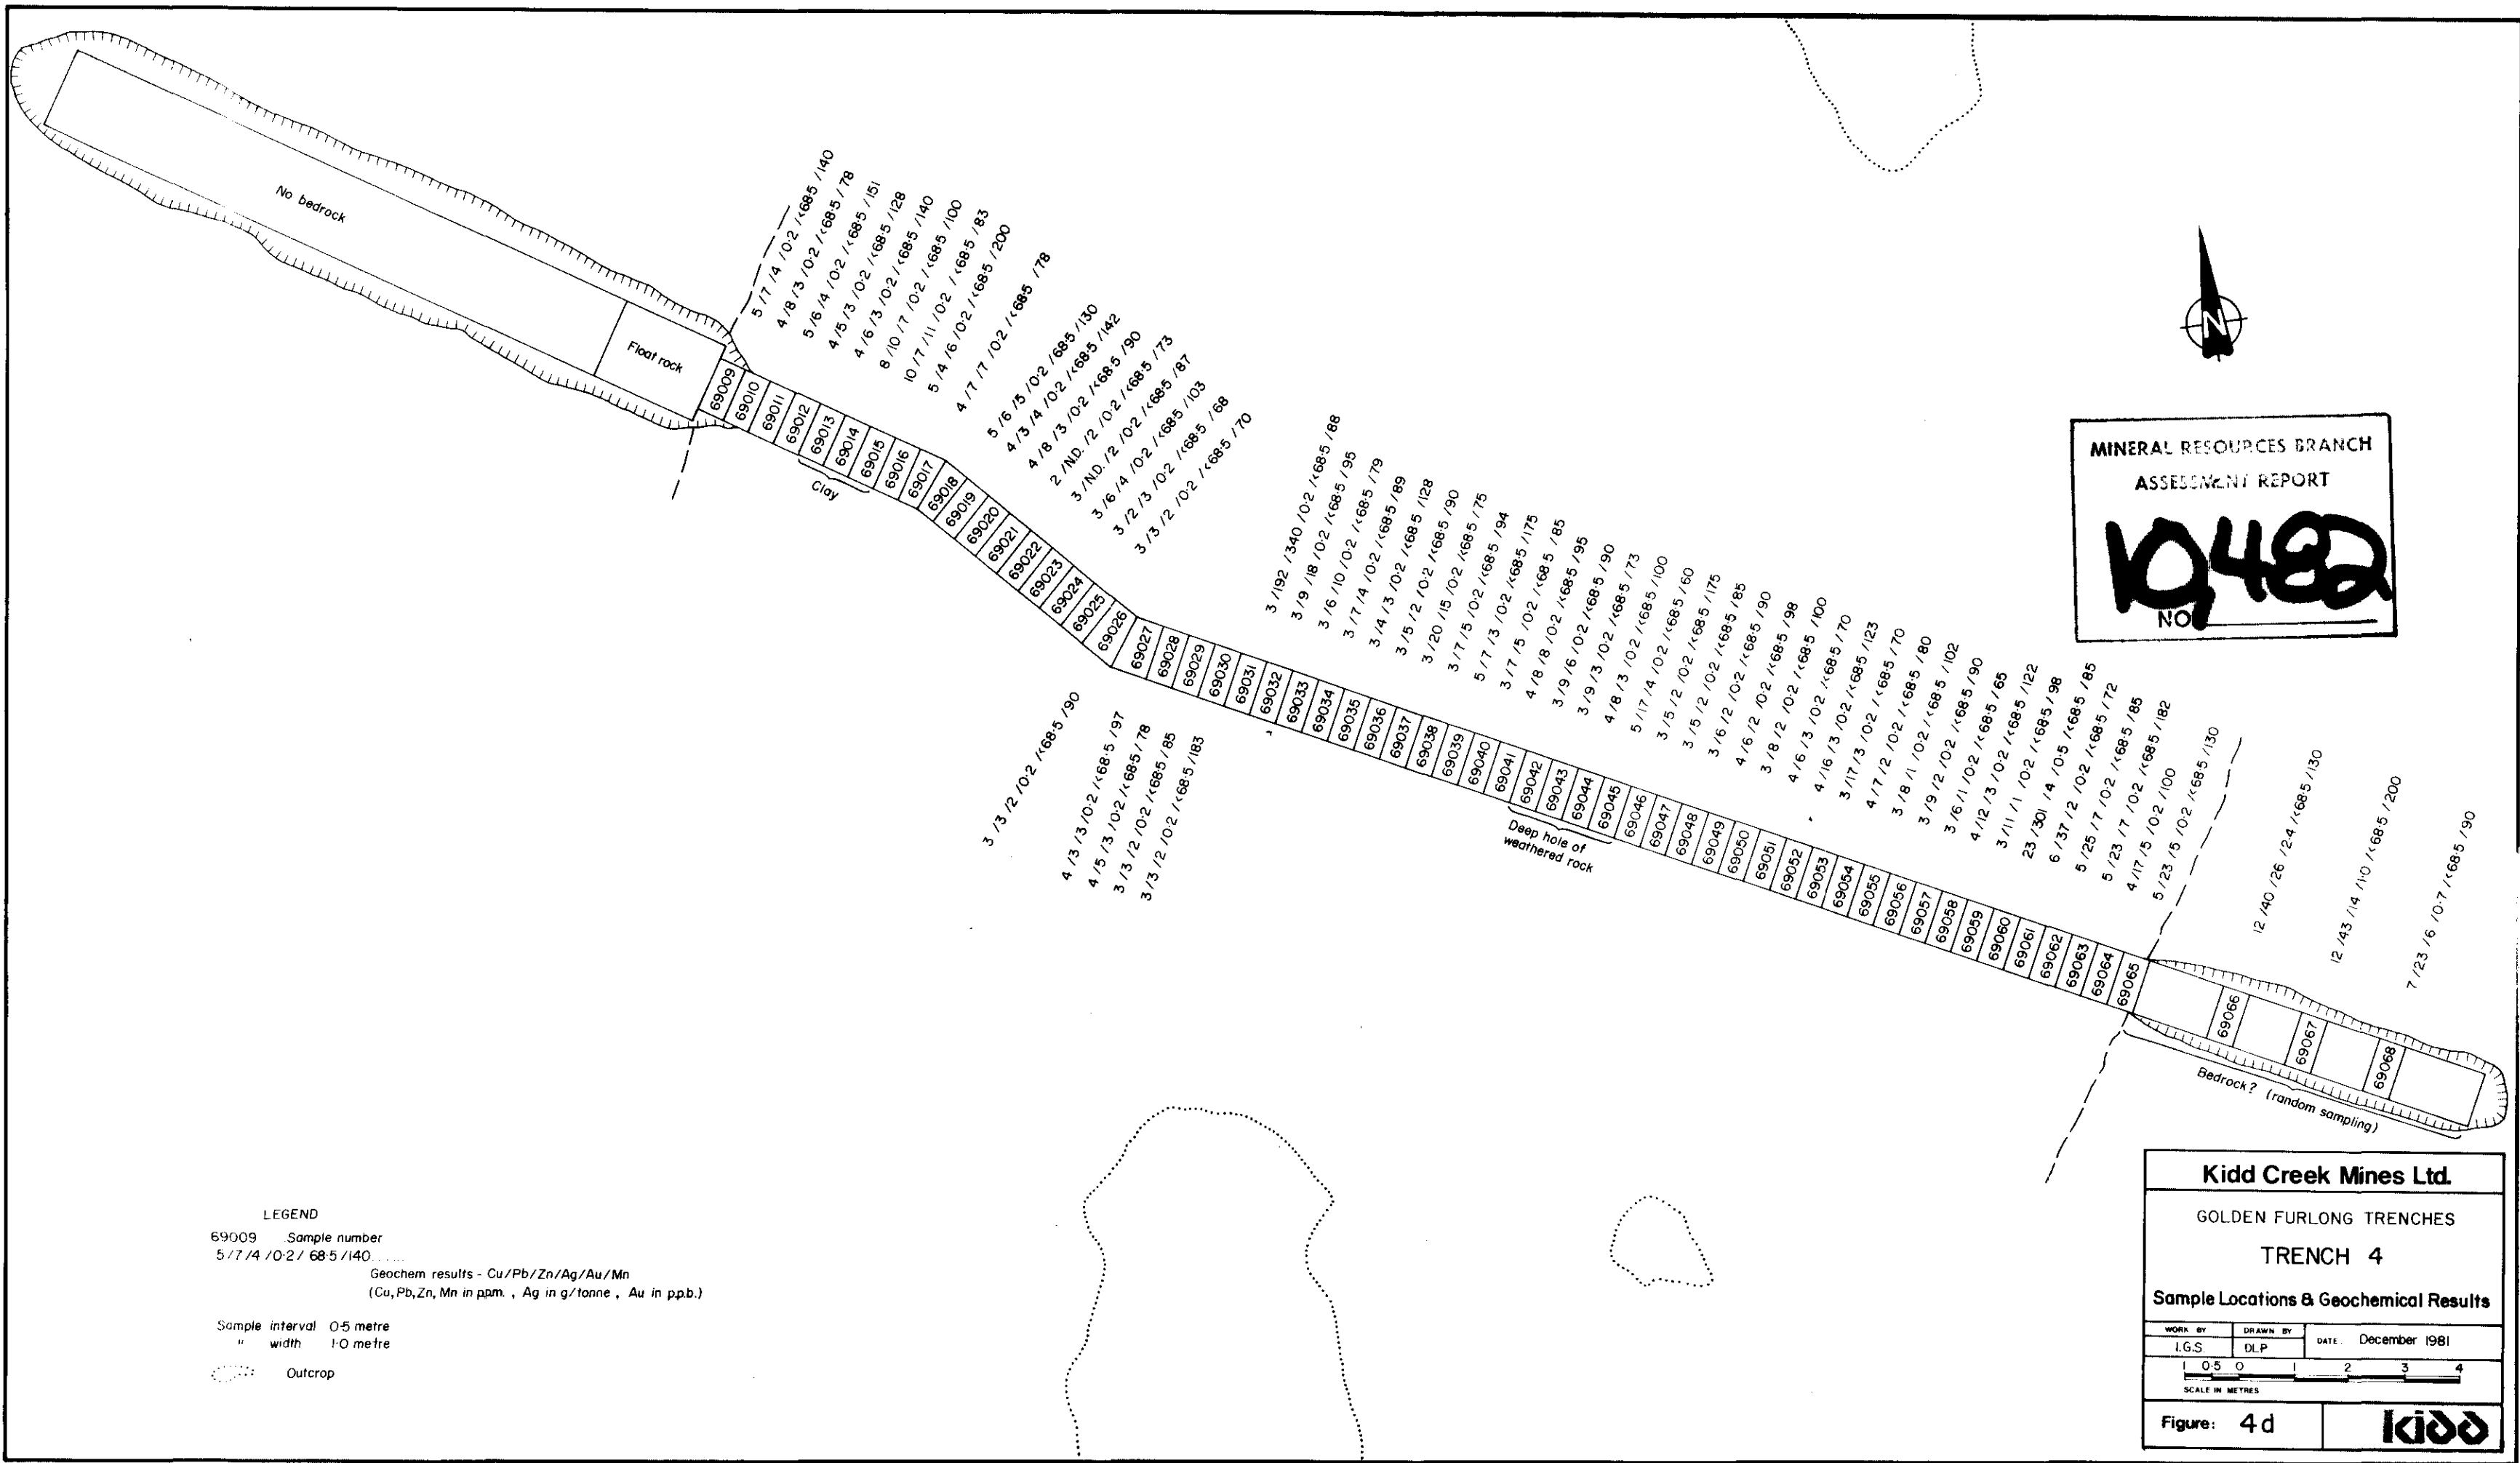 No bedrock
Float rock
5 /7 /4 /0·2 /<68·5 /140
4 /8 /3 /0·2 /<68·5 /78
5 /6 /4 /0·2 /<68·5 /151
4 /5 /3 /0·2 /<68·5 /128
4 /6 /3 /0·2 /<68·5 /140
8 /10 /7 /0·2 /<68·5 /100
10 /7 /11 /0·2 /<68·5 /83
5 /4 /6 /0·2 /<68·5 /200
4 /7 /7 /0·2 /<68·5 /78
5 /6 /5 /0·2 /68·5 /130
4 /3 /4 /0·2 /<68·5 /142
4 /8 /3 /0·2 /<68·5 /90
2 /N.D. /2 /0·2 /<68·5 /73
3 /N.D. /2 /0·2 /<68·5 /87
3 /6 /4 /0·2 /<68·5 /103
3 /2 /3 /0·2 /<68·5 /68
3 /3 /2 /0·2 /<68·5 /70
3 /192 /340 /0·2 /<68·5 /88
3 /9 /18 /0·2 /<68·5 /95
3 /6 /10 /0·2 /<68·5 /79
3 /7 /4 /0·2 /<68·5 /89
3 /4 /3 /0·2 /<68·5 /128
3 /5 /2 /0·2 /<68·5 /90
3 /20 /15 /0·2 /<68·5 /75
3 /7 /5 /0·2 /<68·5 /94
5 /7 /3 /0·2 /<68·5 /175
3 /7 /5 /0·2 /<68·5 /85
4 /8 /8 /0·2 /<68·5 /95
3 /9 /6 /0·2 /<68·5 /90
3 /9 /3 /0·2 /<68·5 /73
4 /8 /3 /0·2 /<68·5 /100
5 /17 /4 /0·2 /<68·5 /60
3 /5 /2 /0·2 /<68·5 /175
3 /5 /2 /0·2 /<68·5 /85
3 /6 /2 /0·2 /<68·5 /90
4 /6 /2 /0·2 /<68·5 /98
3 /8 /2 /0·2 /<68·5 /100
4 /6 /3 /0·2 /<68·5 /70
4 /16 /3 /0·2 /<68·5 /123
3 /17 /3 /0·2 /<68·5 /70
4 /7 /2 /0·2 /<68·5 /80
3 /8 /1 /0·2 /<68·5 /102
3 /9 /2 /0·2 /<68·5 /90
3 /6 /1 /0·2 /<68·5 /65
4 /12 /3 /0·2 /<68·5 /122
3 /11 /1 /0·2 /<68·5 /98
23 /301 /4 /0·5 /<68·5 /85
6 /37 /2 /0·2 /<68·5 /72
5 /25 /7 /0·2 /<68·5 /85
5 /23 /7 /0·2 /<68·5 /182
4 /17 /5 /0·2 /100
5 /23 /5 /0·2 /<68·5 /130
12 /40 /26 /2·4 /<68·5 /130
12 /43 /14 /1·0 /<68·5 /200
7 /23 /6 /0·7 /<68·5 /90
69009
69010
69011
69012
69013
69014
69015
69016
69017
69018
69019
69020
69021
69022
69023
69024
69025
69026
69027
69028
69029
69030
69031
69032
69033
69034
69035
69036
69037
69038
69039
69040
69041
69042
69043
69044
69045
69046
69047
69048
69049
69050
69051
69052
69053
69054
69055
69056
69057
69058
69059
69060
69061
69062
69063
69064
69065
69066
69067
69068
Clay
Deep hole of
weathered rock
Bedrock? (random sampling)
3 /3 /2 /0·2 /<68·5 /90
4 /3 /3 /0·2 /<68·5 /97
4 /5 /3 /0·2 /<68·5 /78
3 /3 /2 /0·2 /<68·5 /85
3 /3 /2 /0·2 /<68·5 /183
N
MINERAL RESOURCES BRANCH
ASSESSMENT REPORT
10,482
NO
LEGEND
69009 Sample number
5 /7 /4 /0·2 / 68·5 /140......
Geochem results - Cu/Pb/Zn/Ag/Au/Mn
(Cu, Pb, Zn, Mn in ppm. , Ag in g/tonne , Au in p.p.b.)
Sample interval 0·5 metre
" width 1·0 metre
Outcrop
Kidd Creek Mines Ltd.
GOLDEN FURLONG TRENCHES
TRENCH 4
Sample Locations & Geochemical Results
WORK BY DRAWN BY DATE: December 1981
I.G.S. DLP
1 0·5 0 1 2 3 4
SCALE IN METRES
Figure: 4d
kidd